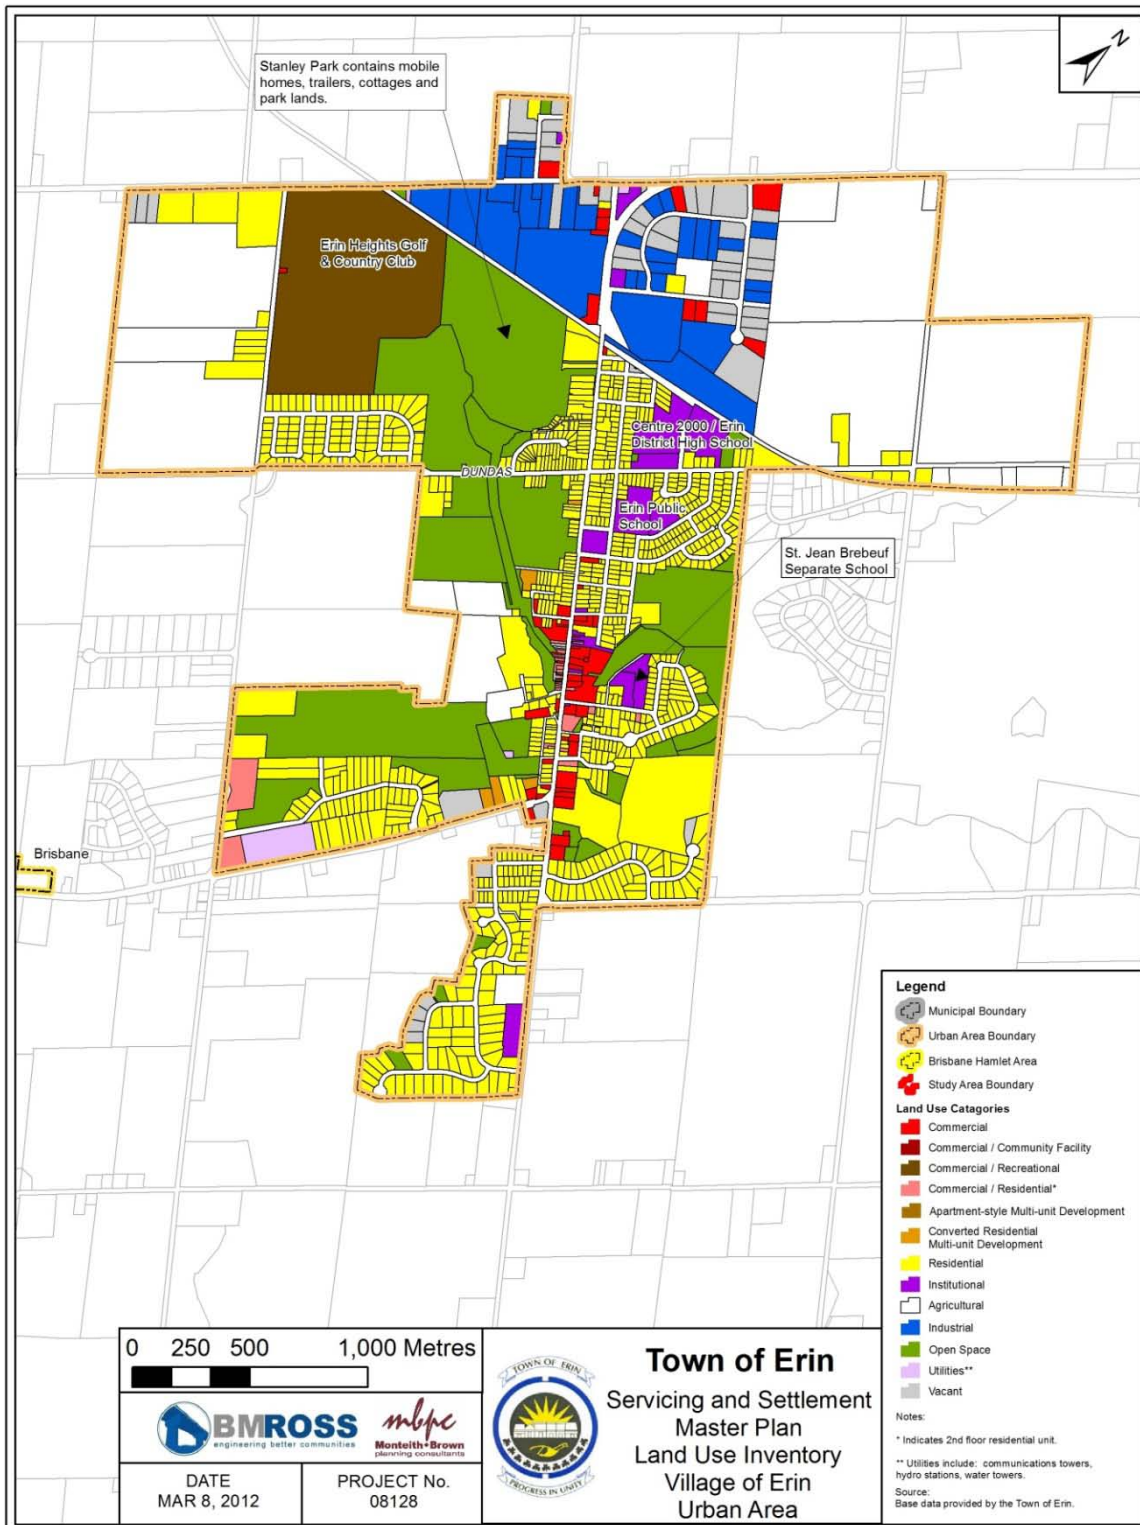 N
Stanley Park contains mobile
homes, trailers, cottages and
park lands.
Erin Heights Golf
& Country Club
Centre 2000 / Erin
District High School
DUNDAS
Erin Public
School
St. Jean Brebeuf
Separate School
Brisbane
Legend
Municipal Boundary
Urban Area Boundary
Brisbane Hamlet Area
Study Area Boundary
Land Use Catagories
Commercial
Commercial / Community Facility
Commercial / Recreational
Commercial / Residential*
Apartment-style Multi-unit Development
Converted Residential
Multi-unit Development
Residential
Institutional
Agricultural
Industrial
Open Space
Utilities**
Vacant
Notes:
* Indicates 2nd floor residential unit.
** Utilities include: communications towers,
hydro stations, water towers.
Source:
Base data provided by the Town of Erin.
0 250 500 1,000 Metres
BMROSS
engineering better communities
mbpc
Monteith•Brown
planning consultants
DATE
MAR 8, 2012
PROJECT No.
08128
TOWN OF ERIN
PROGRESS IN UNITY
Town of Erin
Servicing and Settlement
Master Plan
Land Use Inventory
Village of Erin
Urban Area